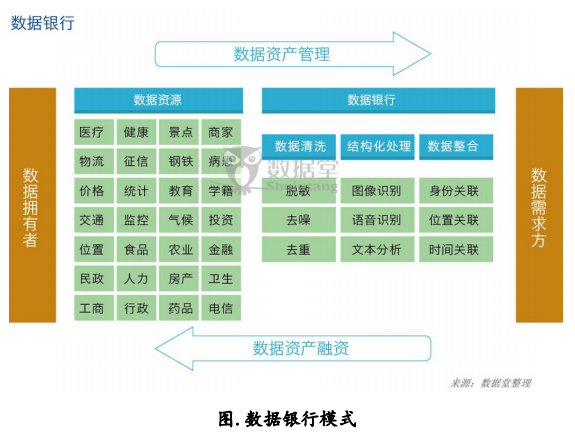 数据银行
数据资产管理
数据拥有者
数据资源
医疗 健康 景点 商家
物流 征信 钢铁 病患
价格 统计 教育 学籍
交通 监控 气候 投资
位置 食品 农业 金融
民政 人力 房产 卫生
工商 行政 药品 电信
数据银行
数据清洗 结构化处理 数据整合
脱敏 图像识别 身份关联
去噪 语音识别 位置关联
去重 文本分析 时间关联
数据需求方
数据堂
数据资产融资
来源：数据堂整理
图.数据银行模式